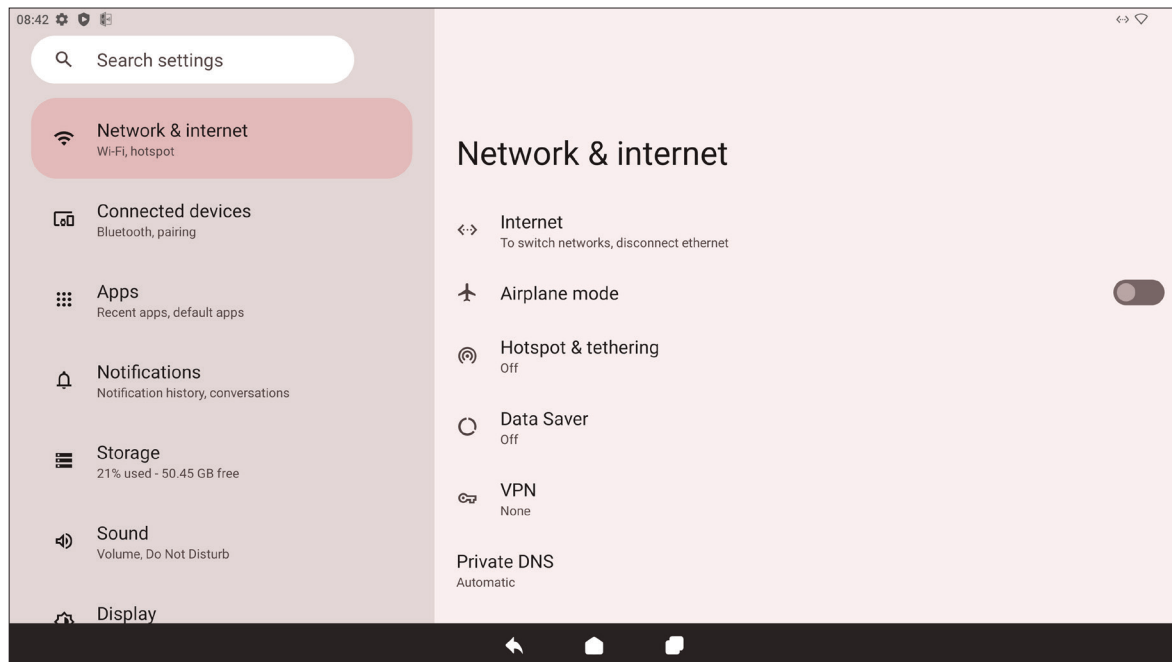 08:42
Search settings
Network & internet
Wi-Fi, hotspot
Connected devices
Bluetooth, pairing
Apps
Recent apps, default apps
Notifications
Notification history, conversations
Storage
21% used - 50.45 GB free
Sound
Volume, Do Not Disturb
Display
Network & internet
Internet
To switch networks, disconnect ethernet
Airplane mode
Hotspot & tethering
Off
Data Saver
Off
VPN
None
Private DNS
Automatic